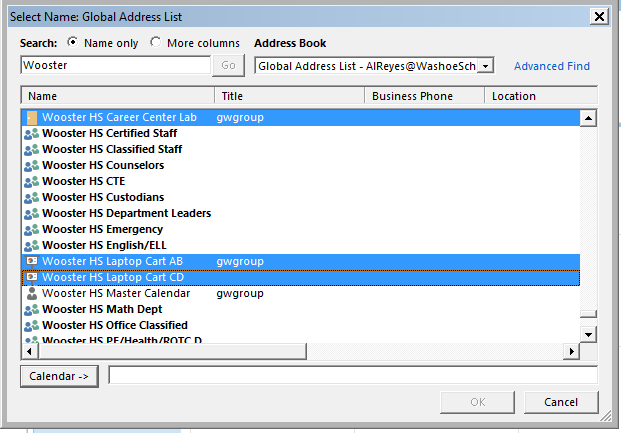 Select Name: Global Address List
Search: Name only More columns Address Book
Wooster Go Global Address List - AIReyes@WashoeSch Advanced Find
Name Title Business Phone Location
Wooster HS Career Center Lab gwgroup
Wooster HS Certified Staff
Wooster HS Classified Staff
Wooster HS Counselors
Wooster HS CTE
Wooster HS Custodians
Wooster HS Department Leaders
Wooster HS Emergency
Wooster HS English/ELL
Wooster HS Laptop Cart AB gwgroup
Wooster HS Laptop Cart CD
Wooster HS Master Calendar gwgroup
Wooster HS Math Dept
Wooster HS Office Classified
Wooster HS PE/Health/ROTC D
Calendar ->
OK Cancel